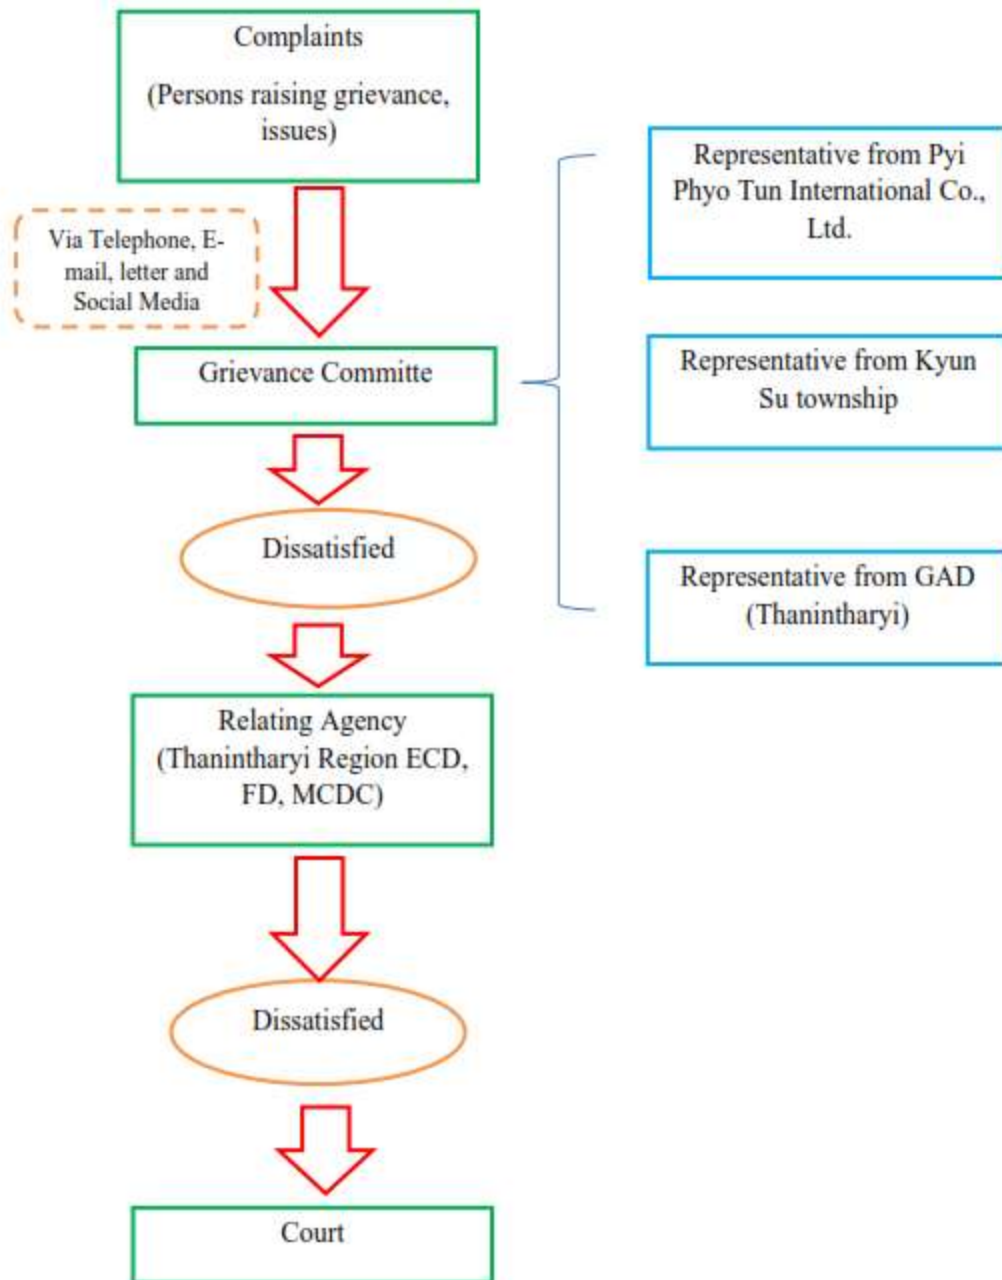 Complaints
(Persons raising grievance,
issues)
Via Telephone, E-
mail, letter and
Social Media
Grievance Committe
Representative from Pyi
Phyo Tun International Co.,
Ltd.
Representative from Kyun
Su township
Representative from GAD
(Thanintharyi)
Dissatisfied
Relating Agency
(Thanintharyi Region ECD,
FD, MCDC)
Dissatisfied
Court